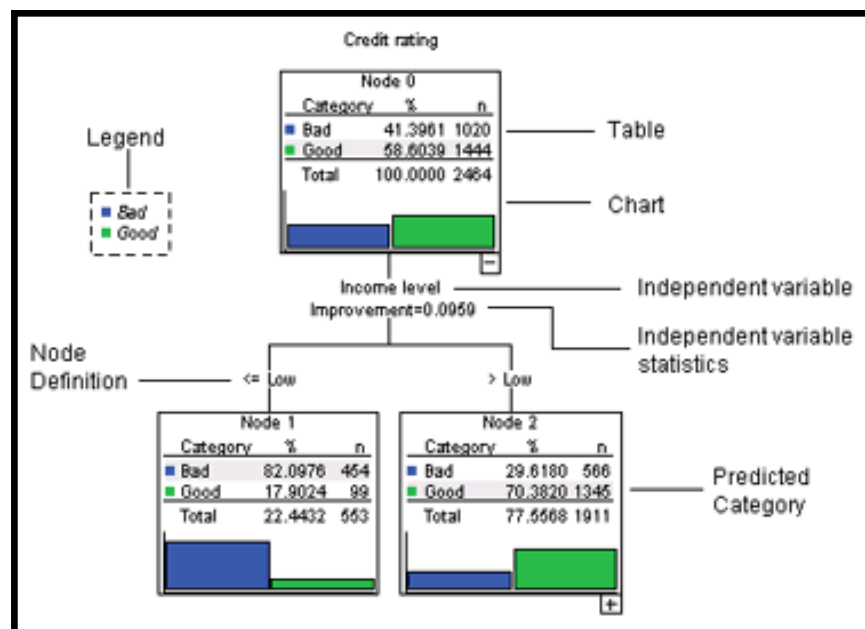 Credit rating
Node 0
Category % n
Bad 41.3961 1020
Good 58.6039 1444
Total 100.0000 2464
Table
Chart
Legend
Bad
Good
Income level
Improvement=0.0959
Independent variable
Independent variable
statistics
Node
Definition
<= Low
> Low
Node 1
Category % n
Bad 82.0976 454
Good 17.9024 99
Total 22.4432 553
Node 2
Category % n
Bad 29.6180 566
Good 70.3820 1345
Total 77.5568 1911
Predicted
Category